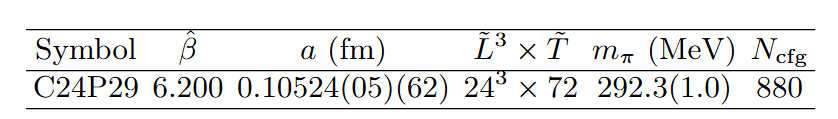 Symbol β̂ a (fm) L̃³ × T̃ m_π (MeV) N_cfg
C24P29 6.200 0.10524(05)(62) 24³ × 72 292.3(1.0) 880